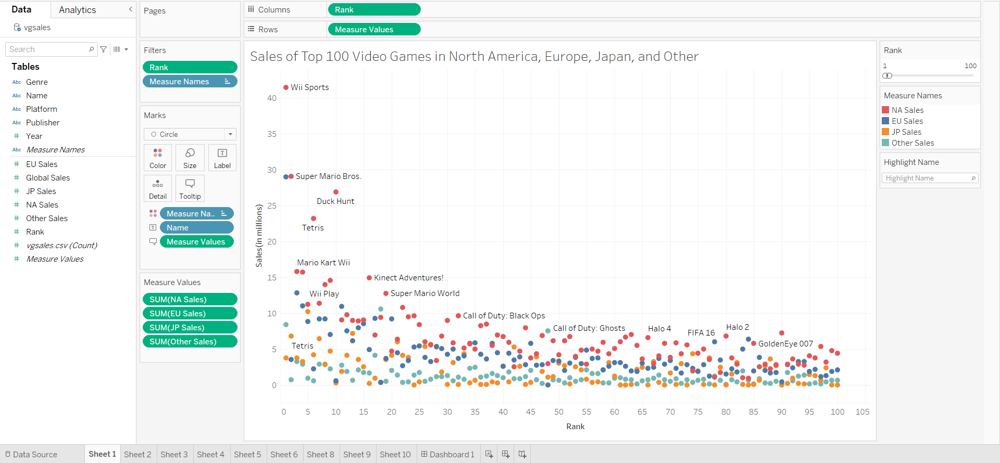 Data
Analytics
vgsales
Search
Tables
Abc Genre
Abc Name
Abc Platform
Abc Publisher
# Year
Abc Measure Names
# EU Sales
# Global Sales
# JP Sales
# NA Sales
# Other Sales
# Rank
# vgsales.csv (Count)
# Measure Values
Pages
Filters
Rank
Measure Names
Marks
Circle
Color
Size
Label
Detail
Tooltip
Measure Na..
Name
Measure Values
Measure Values
SUM(NA Sales)
SUM(EU Sales)
SUM(JP Sales)
SUM(Other Sales)
Columns
Rank
Rows
Measure Values
Sales of Top 100 Video Games in North America, Europe, Japan, and Other
Wii Sports
Super Mario Bros.
Duck Hunt
Tetris
Mario Kart Wii
Kinect Adventures!
Wii Play
Super Mario World
Call of Duty: Black Ops
Call of Duty: Ghosts
Halo 4
FIFA 16
Halo 2
GoldenEye 007
Tetris
Sales(in millions)
40
35
30
25
20
15
10
5
0
0 5 10 15 20 25 30 35 40 45 50 55 60 65 70 75 80 85 90 95 100 105
Rank
Rank
1 100
Measure Names
NA Sales
EU Sales
JP Sales
Other Sales
Highlight Name
Highlight Name
Data Source
Sheet 1
Sheet 2
Sheet 3
Sheet 4
Sheet 5
Sheet 6
Sheet 8
Sheet 9
Sheet 10
Dashboard 1